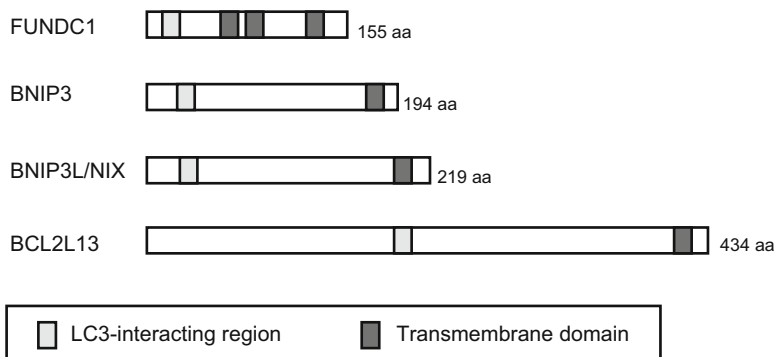 FUNDC1
155 aa
BNIP3
194 aa
BNIP3L/NIX
219 aa
BCL2L13
434 aa
LC3-interacting region
Transmembrane domain